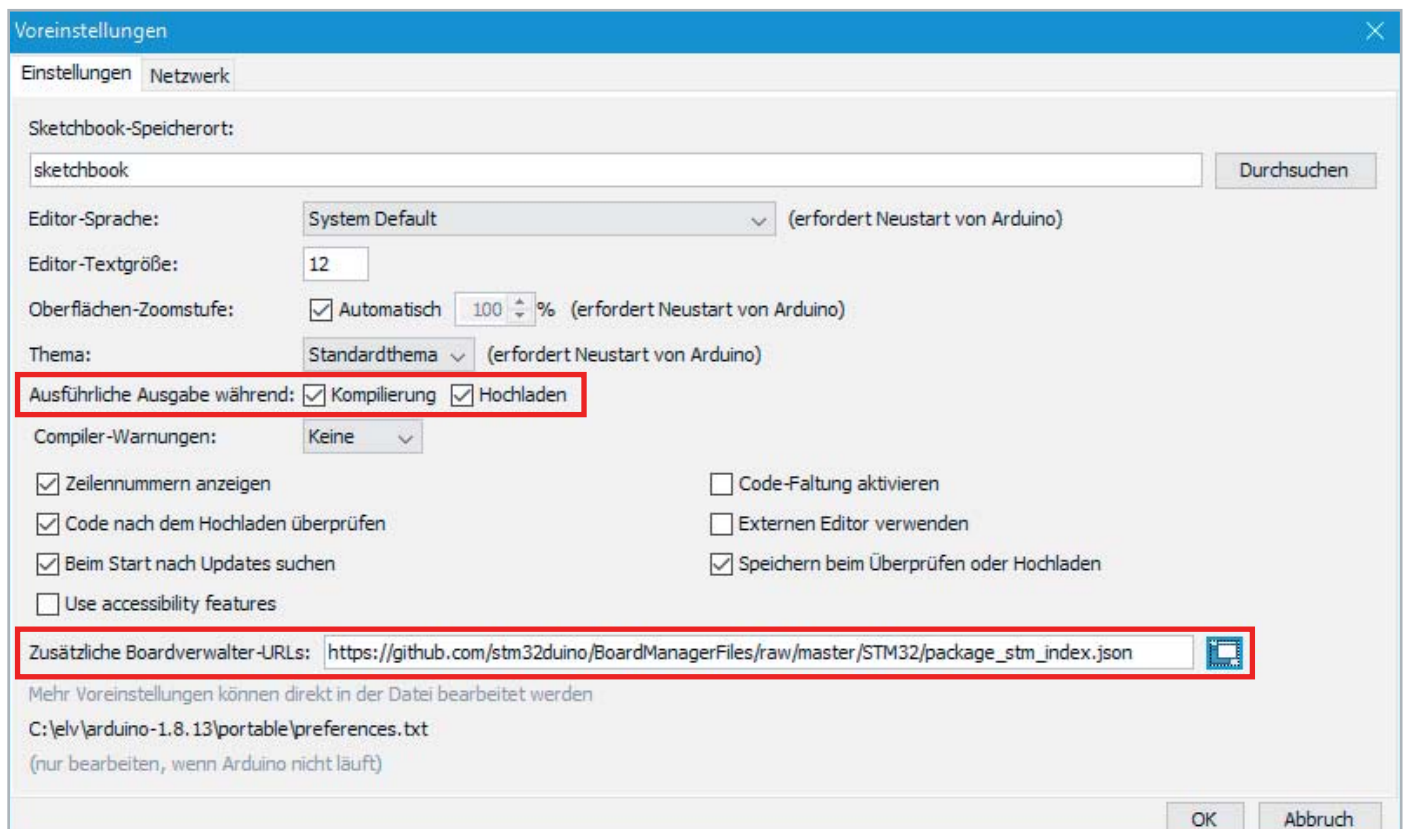 Voreinstellungen
Einstellungen Netzwerk
Sketchbook-Speicherort:
sketchbook Durchsuchen
Editor-Sprache: System Default (erfordert Neustart von Arduino)
Editor-Textgröße: 12
Oberflächen-Zoomstufe: Automatisch 100 % (erfordert Neustart von Arduino)
Thema: Standardthema (erfordert Neustart von Arduino)
Ausführliche Ausgabe während: Kompilierung Hochladen
Compiler-Warnungen: Keine
Zeilennummern anzeigen Code-Faltung aktivieren
Code nach dem Hochladen überprüfen Externen Editor verwenden
Beim Start nach Updates suchen Speichern beim Überprüfen oder Hochladen
Use accessibility features
Zusätzliche Boardverwalter-URLs: https://github.com/stm32duino/BoardManagerFiles/raw/master/STM32/package_stm_index.json
Mehr Voreinstellungen können direkt in der Datei bearbeitet werden
C:\elv\arduino-1.8.13\portable\preferences.txt
(nur bearbeiten, wenn Arduino nicht läuft)
OK Abbruch